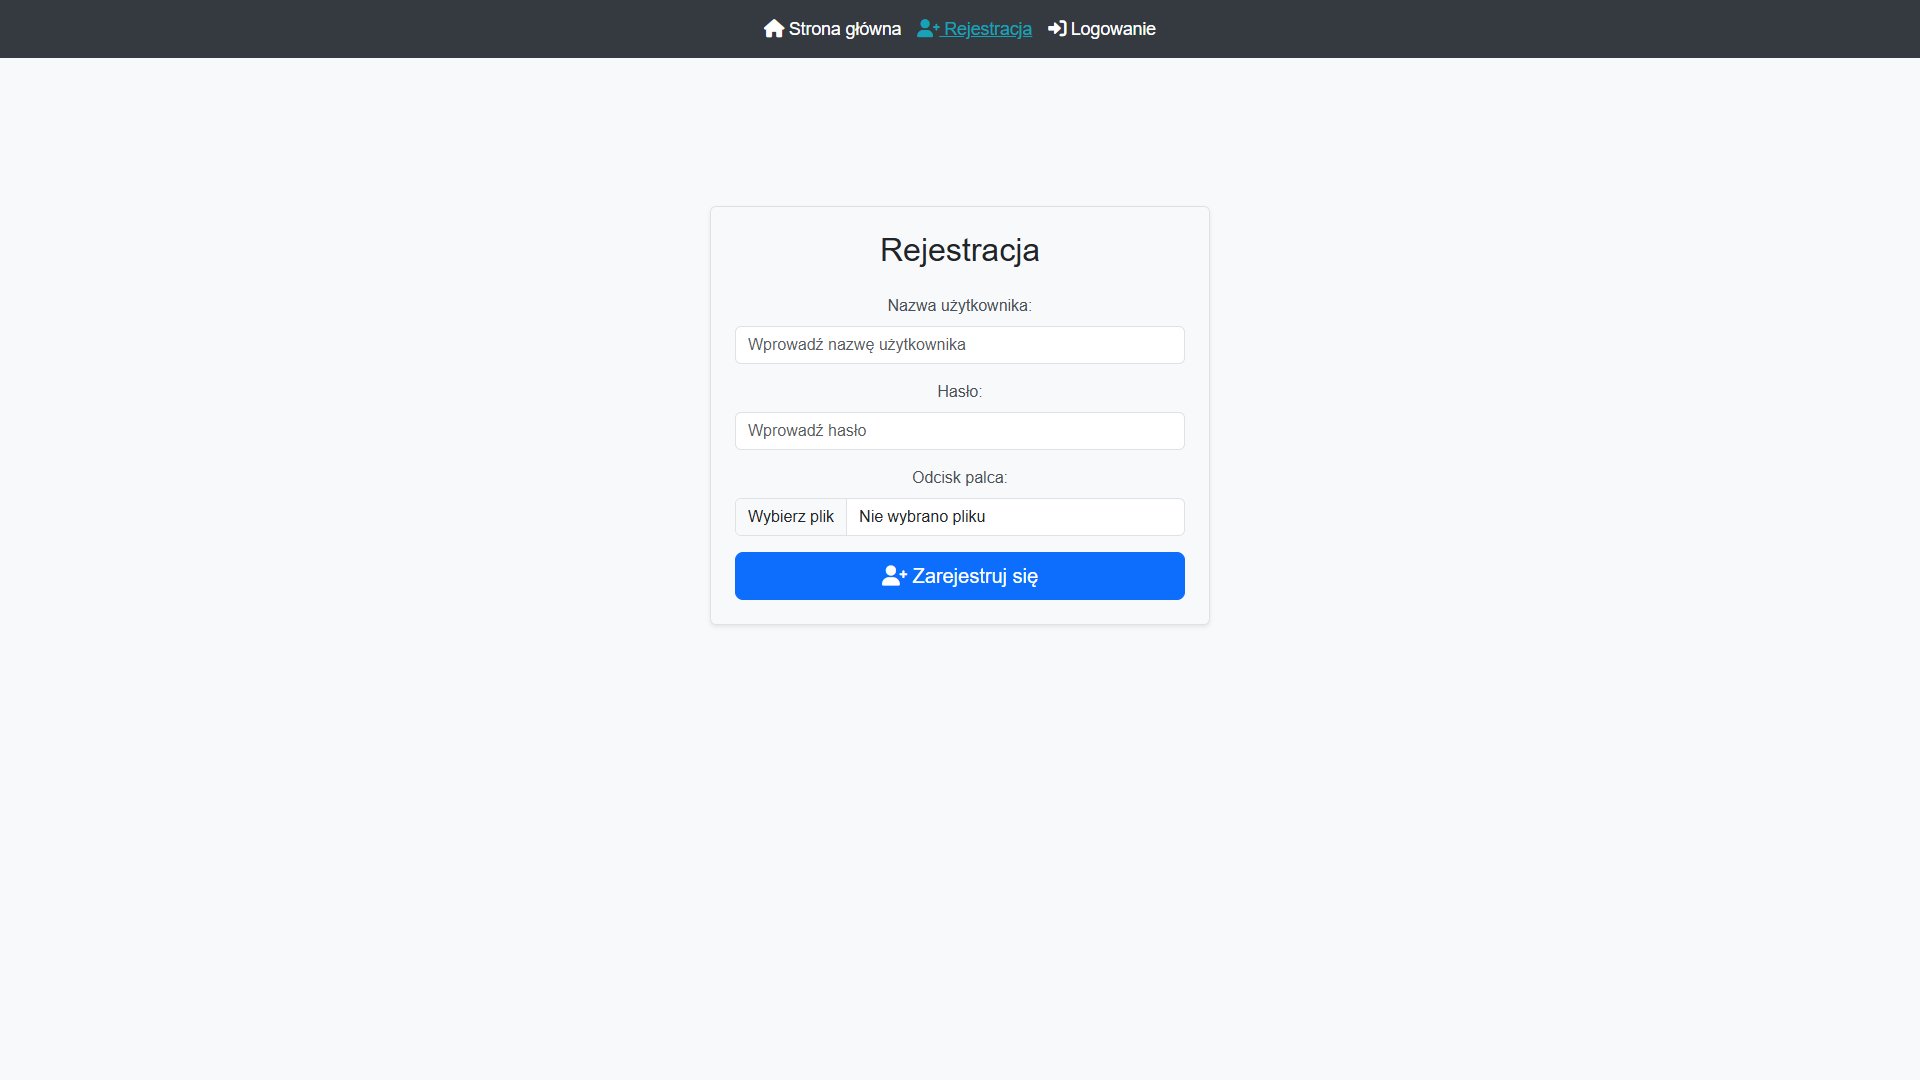 Strona główna Rejestracja Logowanie
Rejestracja
Nazwa użytkownika:
Wprowadź nazwę użytkownika
Hasło:
Wprowadź hasło
Odcisk palca:
Wybierz plik Nie wybrano pliku
Zarejestruj się